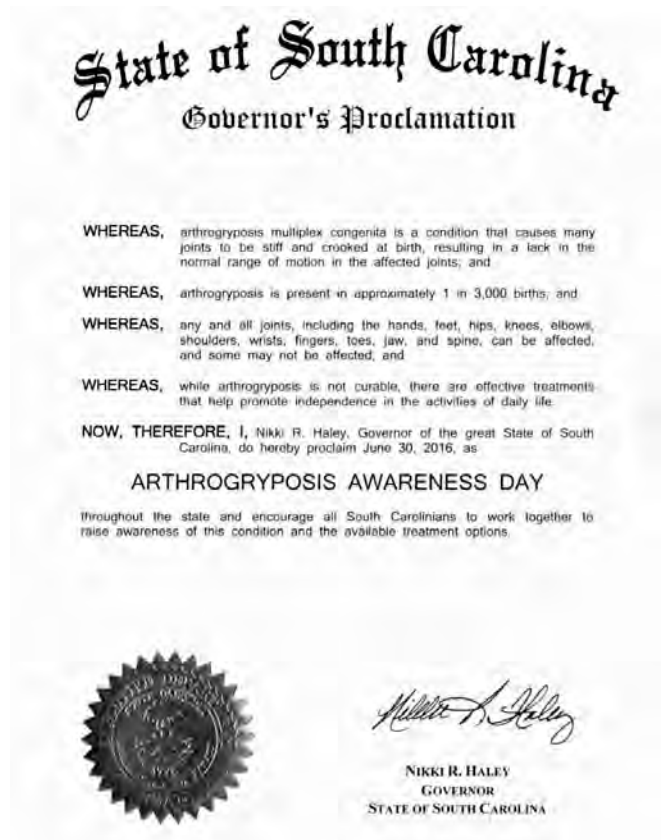 State of South Carolina
Governor's Proclamation
WHEREAS, arthrogryposis multiplex congenita is a condition that causes many
joints to be stiff and crooked at birth, resulting in a lack in the
normal range of motion in the affected joints; and
WHEREAS, arthrogryposis is present in approximately 1 in 3,000 births; and
WHEREAS, any and all joints, including the hands, feet, hips, knees, elbows,
shoulders, wrists, fingers, toes, jaw, and spine, can be affected,
and some may not be affected; and
WHEREAS, while arthrogryposis is not curable, there are effective treatments
that help promote independence in the activities of daily life.
NOW, THEREFORE, I, Nikki R. Haley, Governor of the great State of South
Carolina, do hereby proclaim June 30, 2016, as
ARTHROGRYPOSIS AWARENESS DAY
throughout the state and encourage all South Carolinians to work together to
raise awareness of this condition and the available treatment options.
Nikki R. Haley
NIKKI R. HALEY
GOVERNOR
STATE OF SOUTH CAROLINA